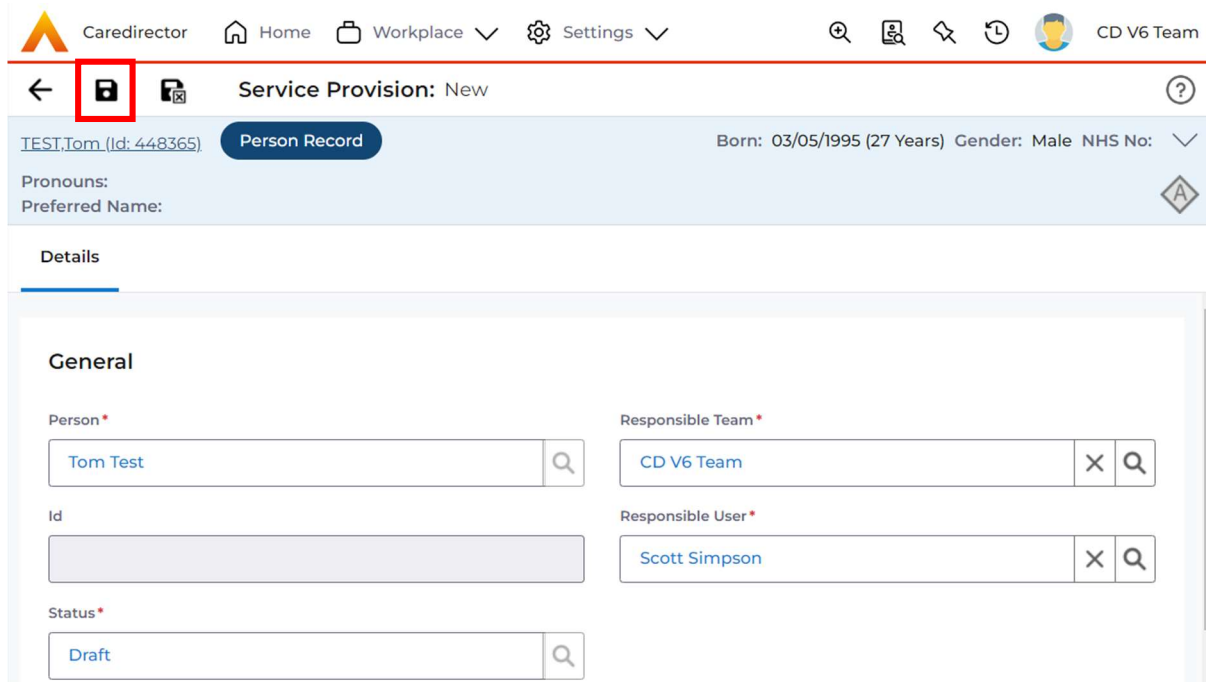 Caredirector Home Workplace Settings CD V6 Team
Service Provision: New ?
TEST,Tom (Id: 448365) Person Record Born: 03/05/1995 (27 Years) Gender: Male NHS No:
Pronouns:
Preferred Name:
A
Details
General
Person* Responsible Team*
Tom Test CD V6 Team
Id Responsible User*
Scott Simpson
Status*
Draft